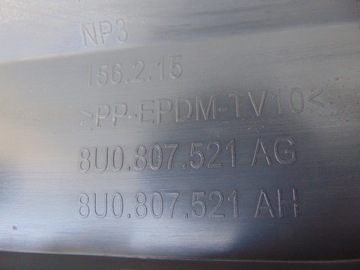 NP3
156.2.15
>PP-EPDM-TV10<
8U0.807.521 AG
8U0.807.521 AH